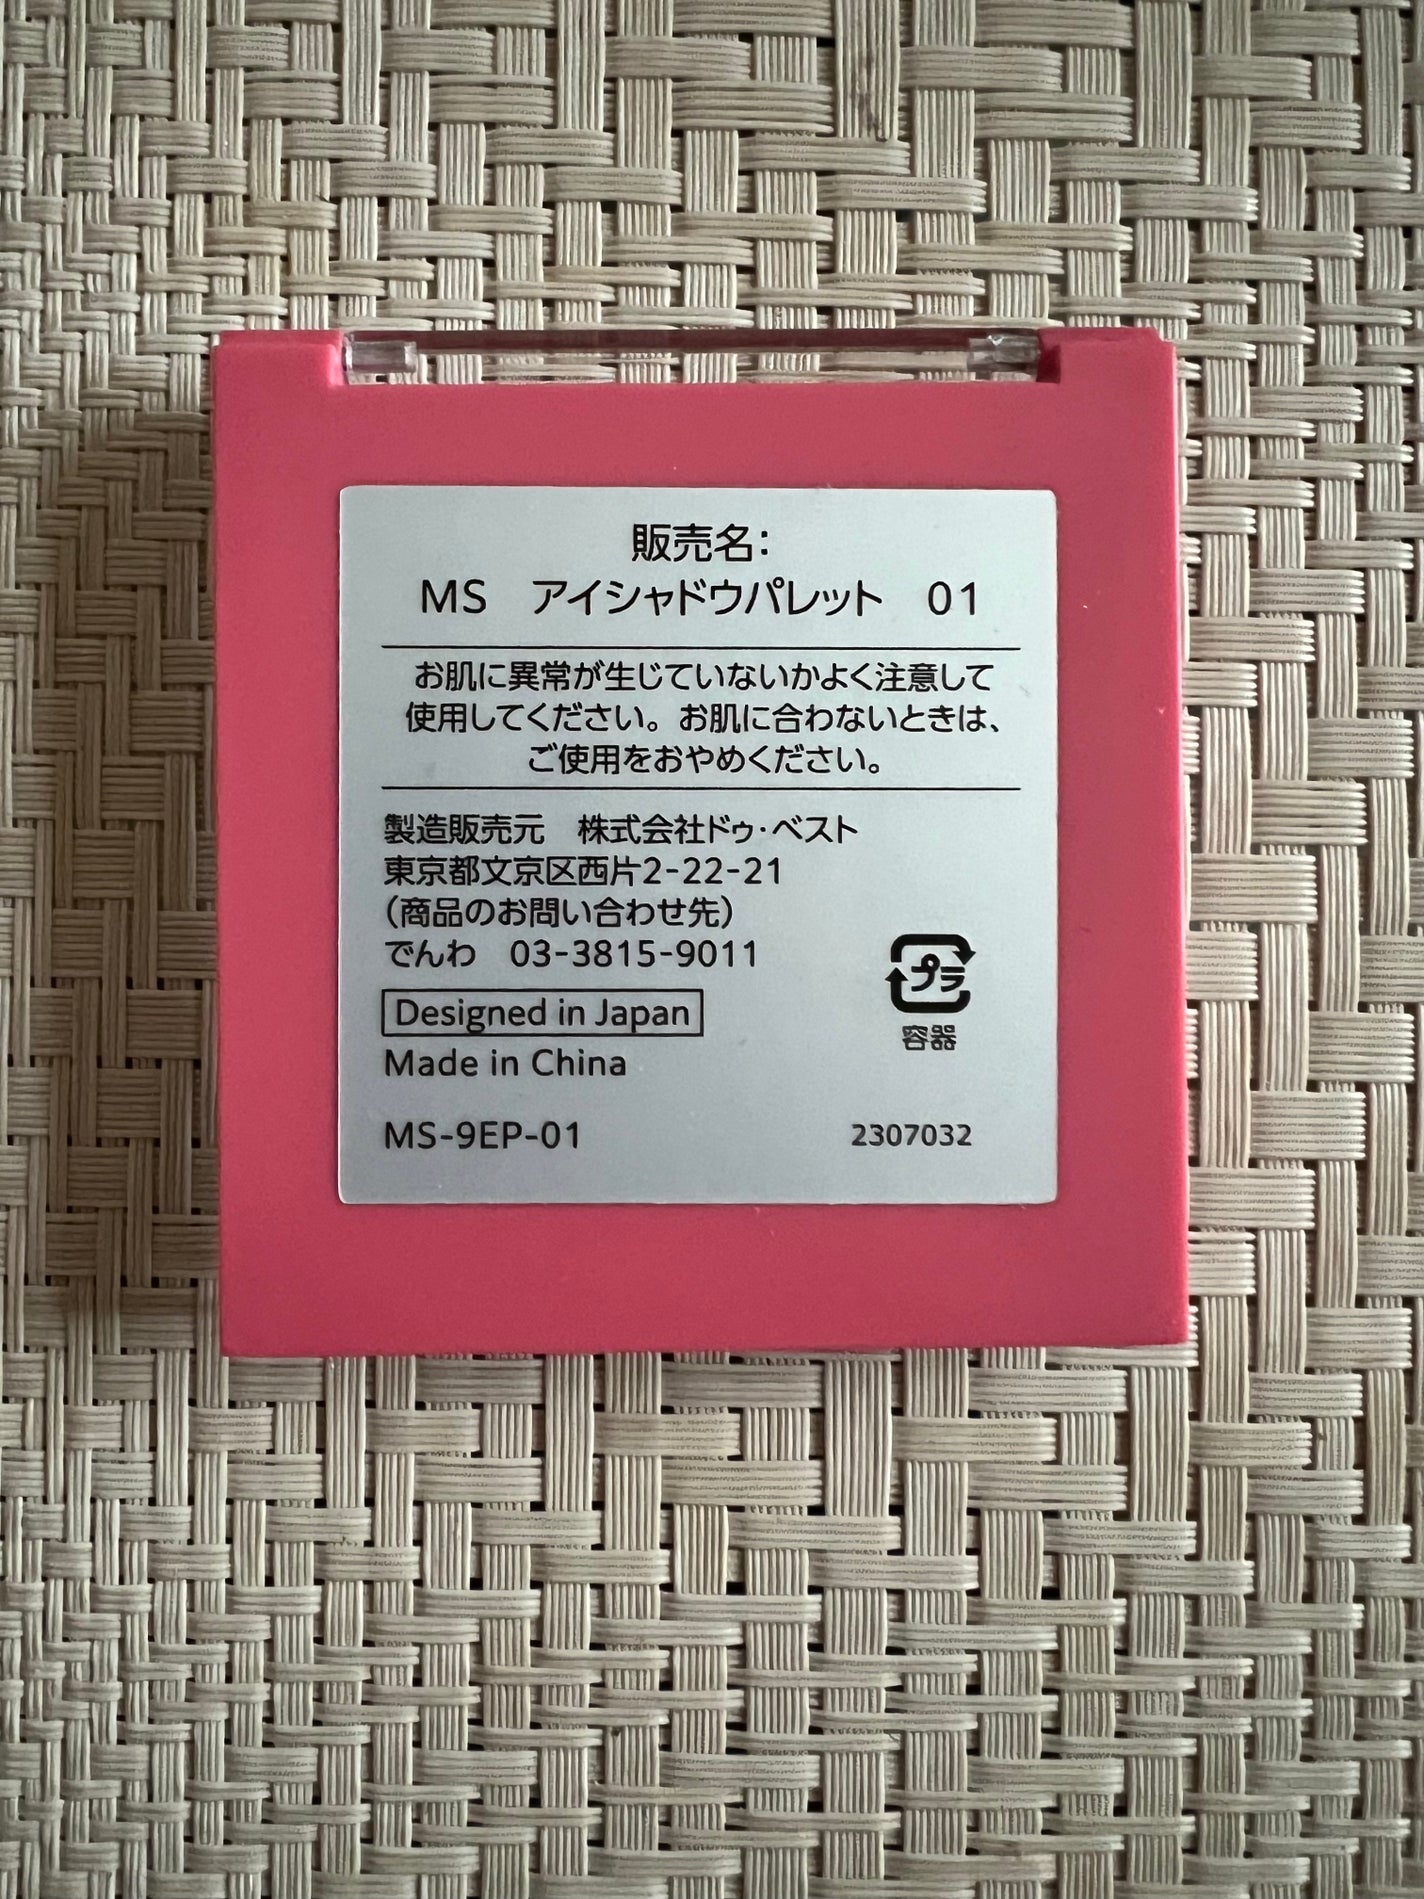 販売名：
MS　アイシャドウパレット　01
お肌に異常が生じていないかよく注意して
使用してください。お肌に合わないときは、
ご使用をおやめください。
製造販売元　株式会社ドゥ・ベスト
東京都文京区西片2-22-21
（商品のお問い合わせ先）
でんわ　03-3815-9011
プラ
容器
Designed in Japan
Made in China
MS-9EP-01　2307032